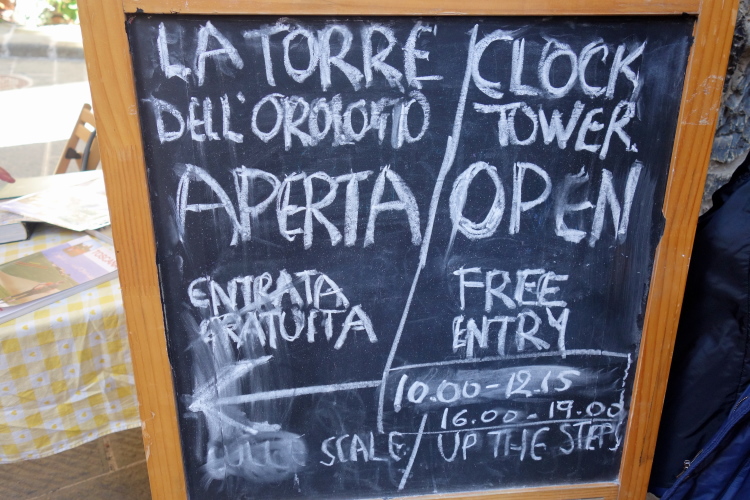 LA TORRE
DELL'OROLOGIO
APERTA
ENTRATA
GRATUITA
SCALE
CLOCK
TOWER.
OPEN
FREE
ENTRY
10.00-12.15
16.00-19.00
UP THE STEPS